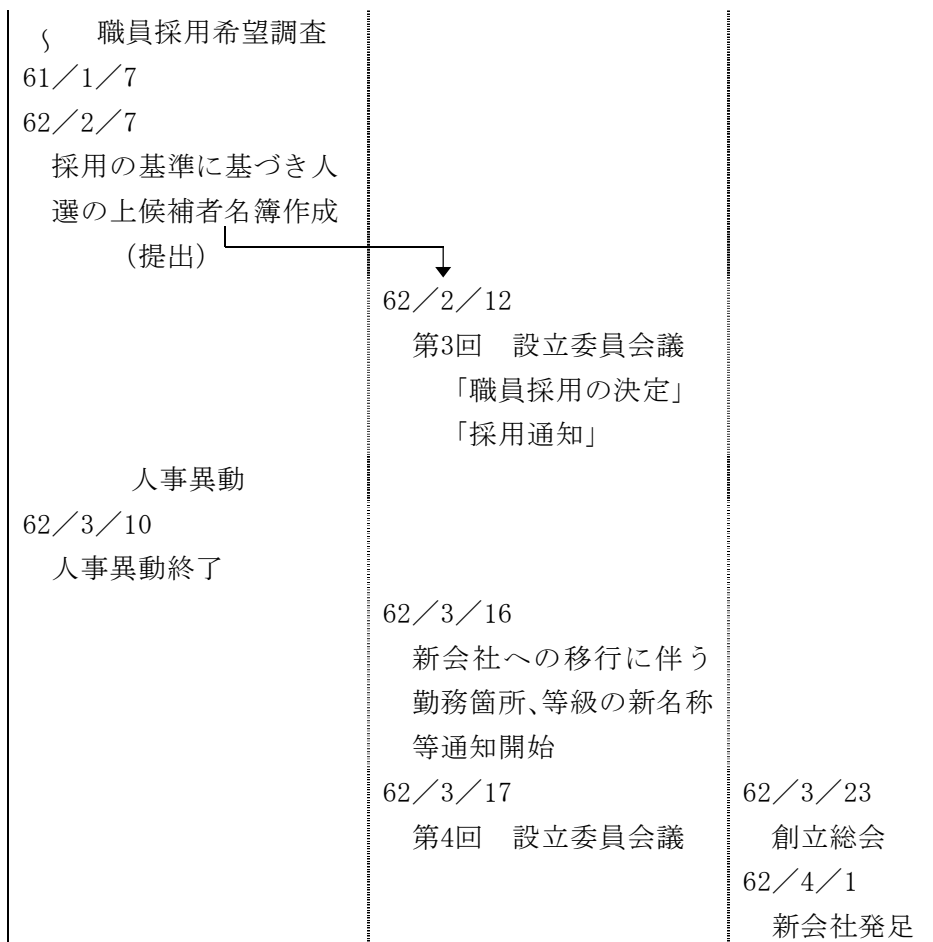 〜 職員採用希望調査
61／1／7
62／2／7
採用の基準に基づき人
選の上候補者名簿作成
（提出）
62／2／12
第3回　設立委員会議
「職員採用の決定」
「採用通知」
人事異動
62／3／10
人事異動終了
62／3／16
新会社への移行に伴う
勤務箇所、等級の新名称
等通知開始
62／3／17
第4回　設立委員会議
62／3／23
創立総会
62／4／1
新会社発足